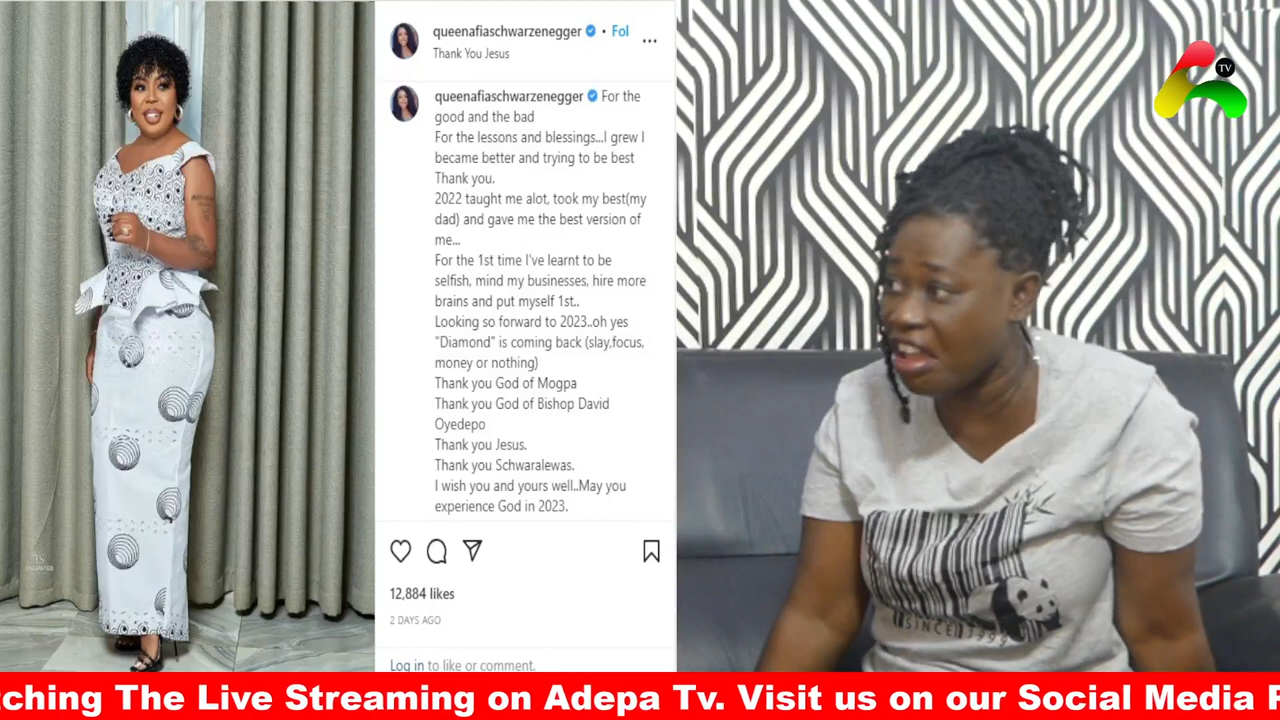 queenafiaschwarzenegger • Fol ...
Thank You Jesus
queenafiaschwarzenegger For the
good and the bad
For the lessons and blessings...I grew I
became better and trying to be best
Thank you.
2022 taught me alot, took my best(my
dad) and gave me the best version of
me...
For the 1st time I've learnt to be
selfish, mind my businesses, hire more
brains and put myself 1st..
Looking so forward to 2023..oh yes
"Diamond" is coming back (slay,focus,
money or nothing)
Thank you God of Mogpa
Thank you God of Bishop David
Oyedepo
Thank you Jesus.
Thank you Schwaralewas.
I wish you and yours well..May you
experience God in 2023.
12,884 likes
2 DAYS AGO
Log in to like or comment.
TV
SINCE 1998
tching The Live Streaming on Adepa Tv. Visit us on our Social Media P